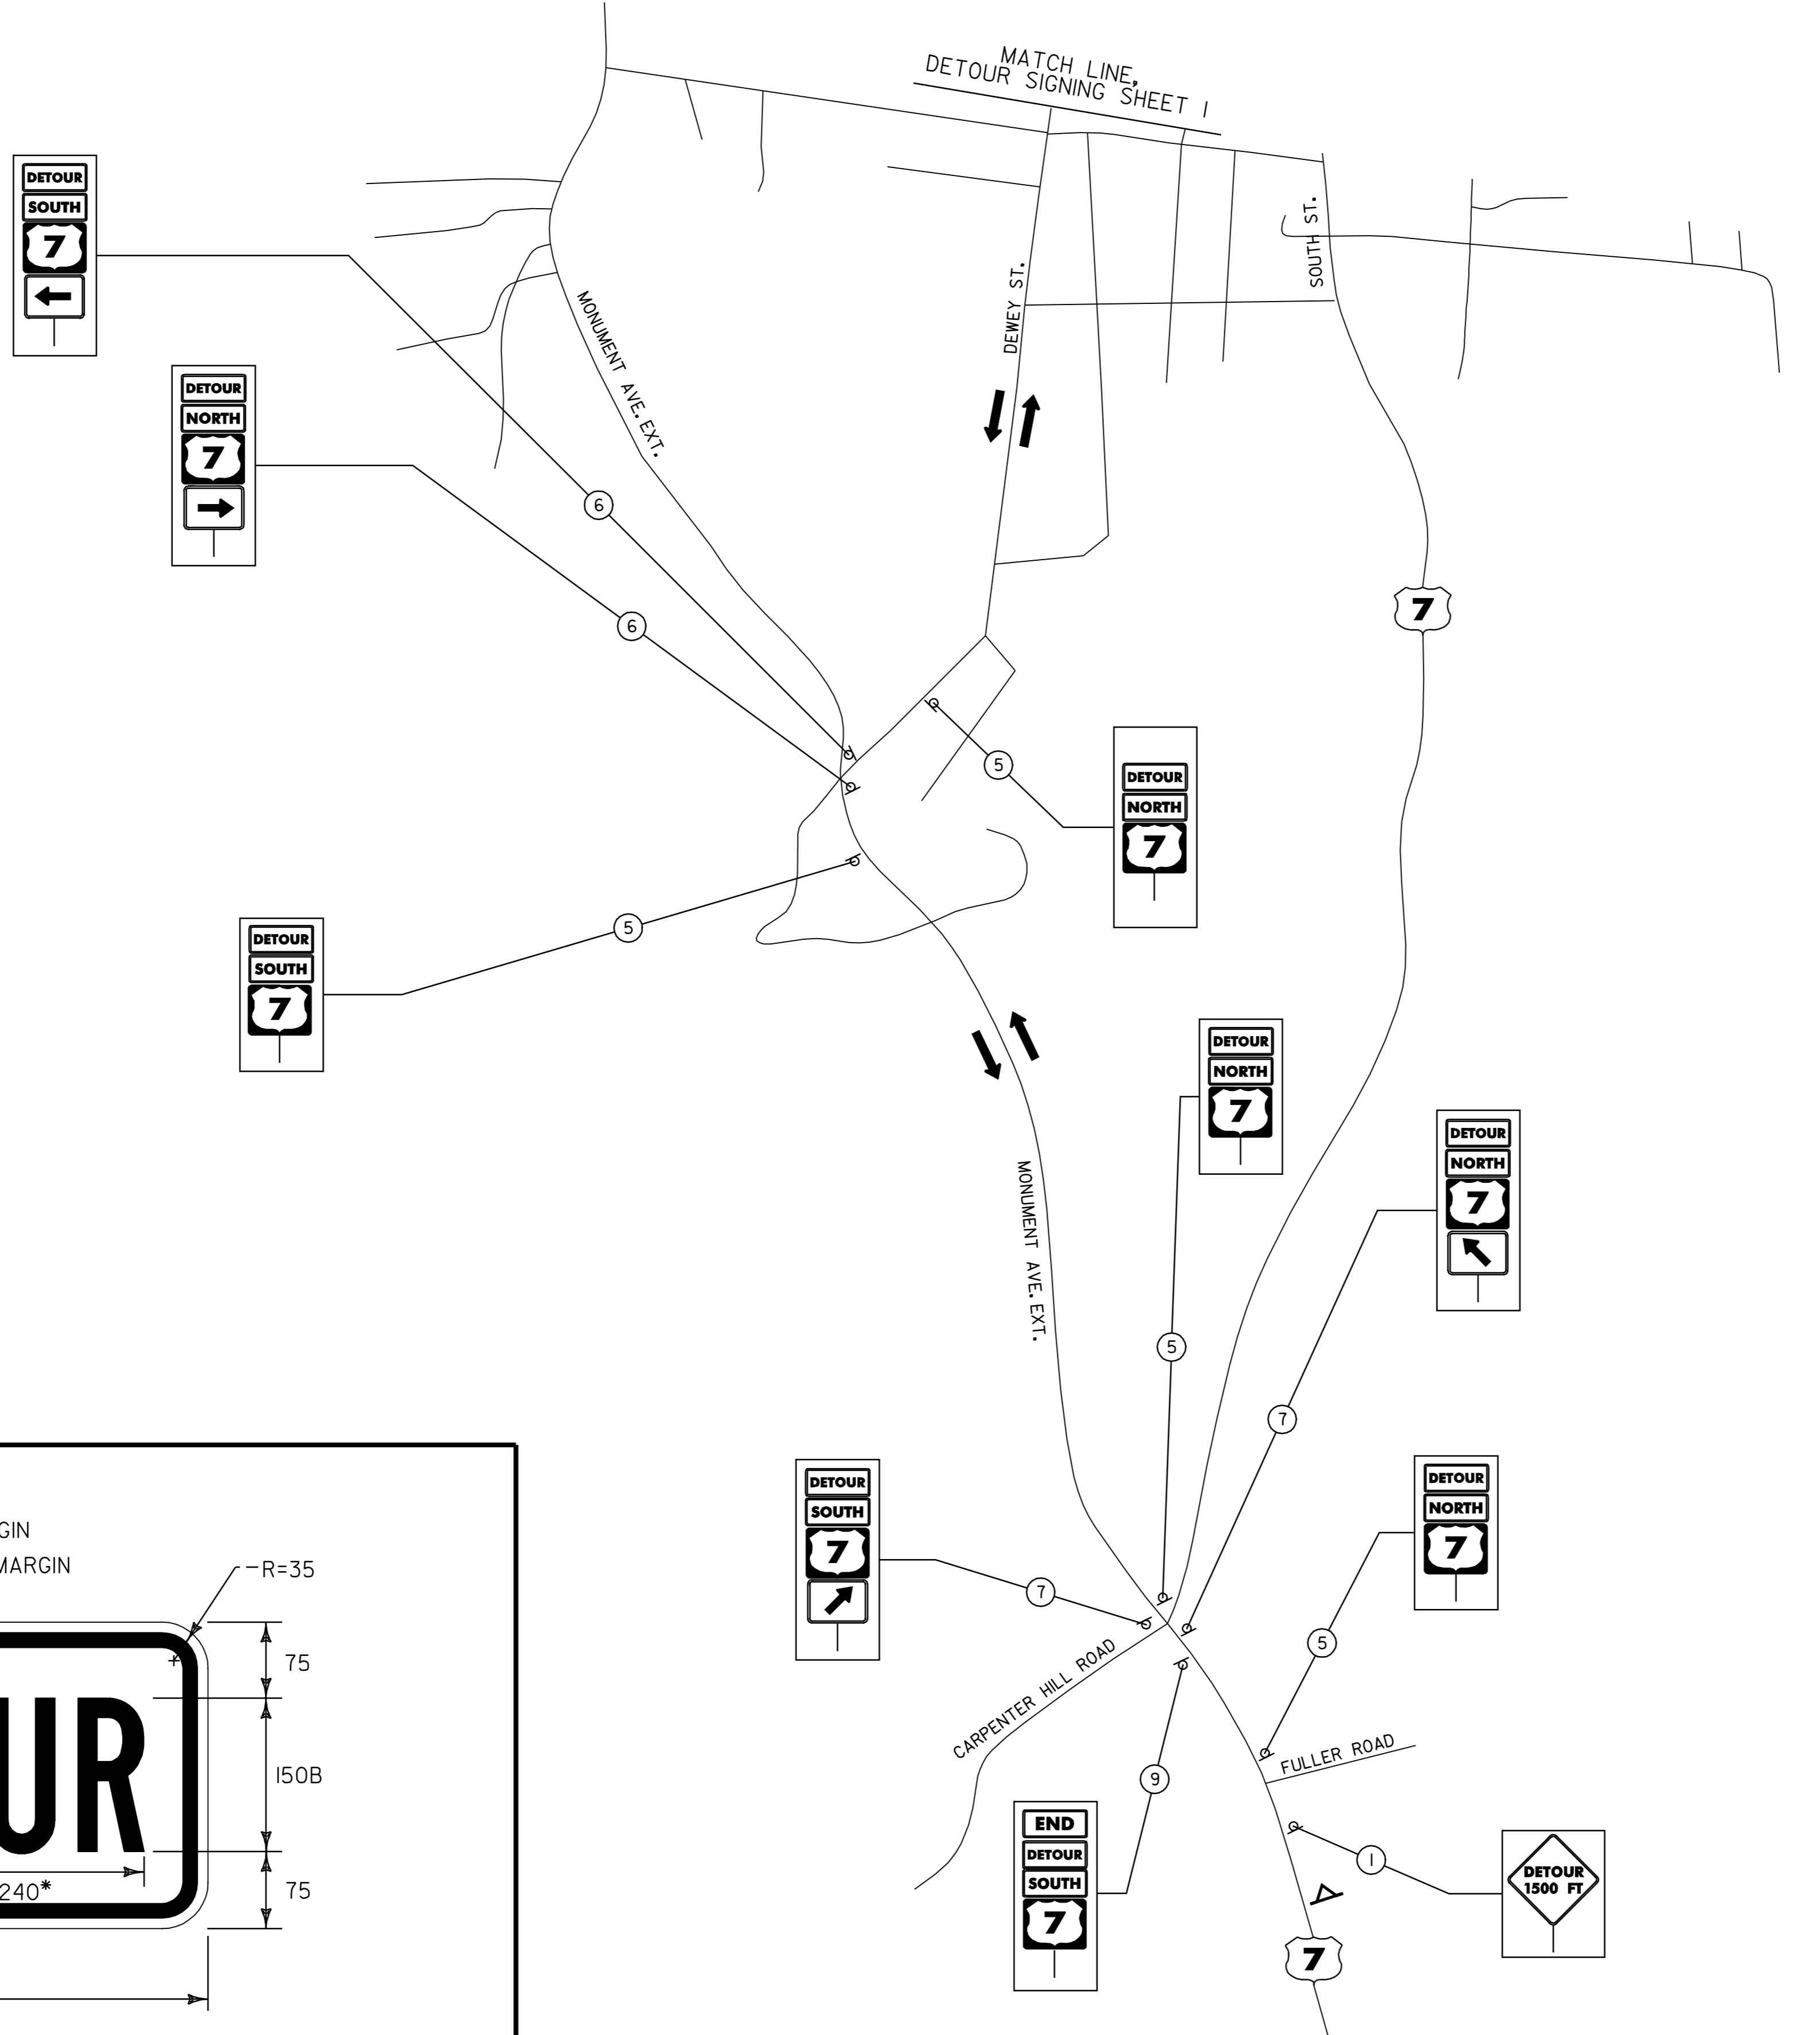 MATCH LINE,
DETOUR SIGNING SHEET 1
DETOUR
SOUTH
7
SOUTH ST.
DEWEY ST.
MONUMENT AVE. EXT.
DETOUR
NORTH
7
6
7
6
5
DETOUR
NORTH
7
DETOUR
SOUTH
7
5
DETOUR
NORTH
7
DETOUR
NORTH
7
MONUMENT AVE. EXT.
5
7
DETOUR
SOUTH
7
7
DETOUR
NORTH
7
5
GIN
MARGIN
R=35
75
UR
150B
240*
75
CARPENTER HILL ROAD
FULLER ROAD
9
END
DETOUR
SOUTH
7
1
DETOUR
1500 FT
7